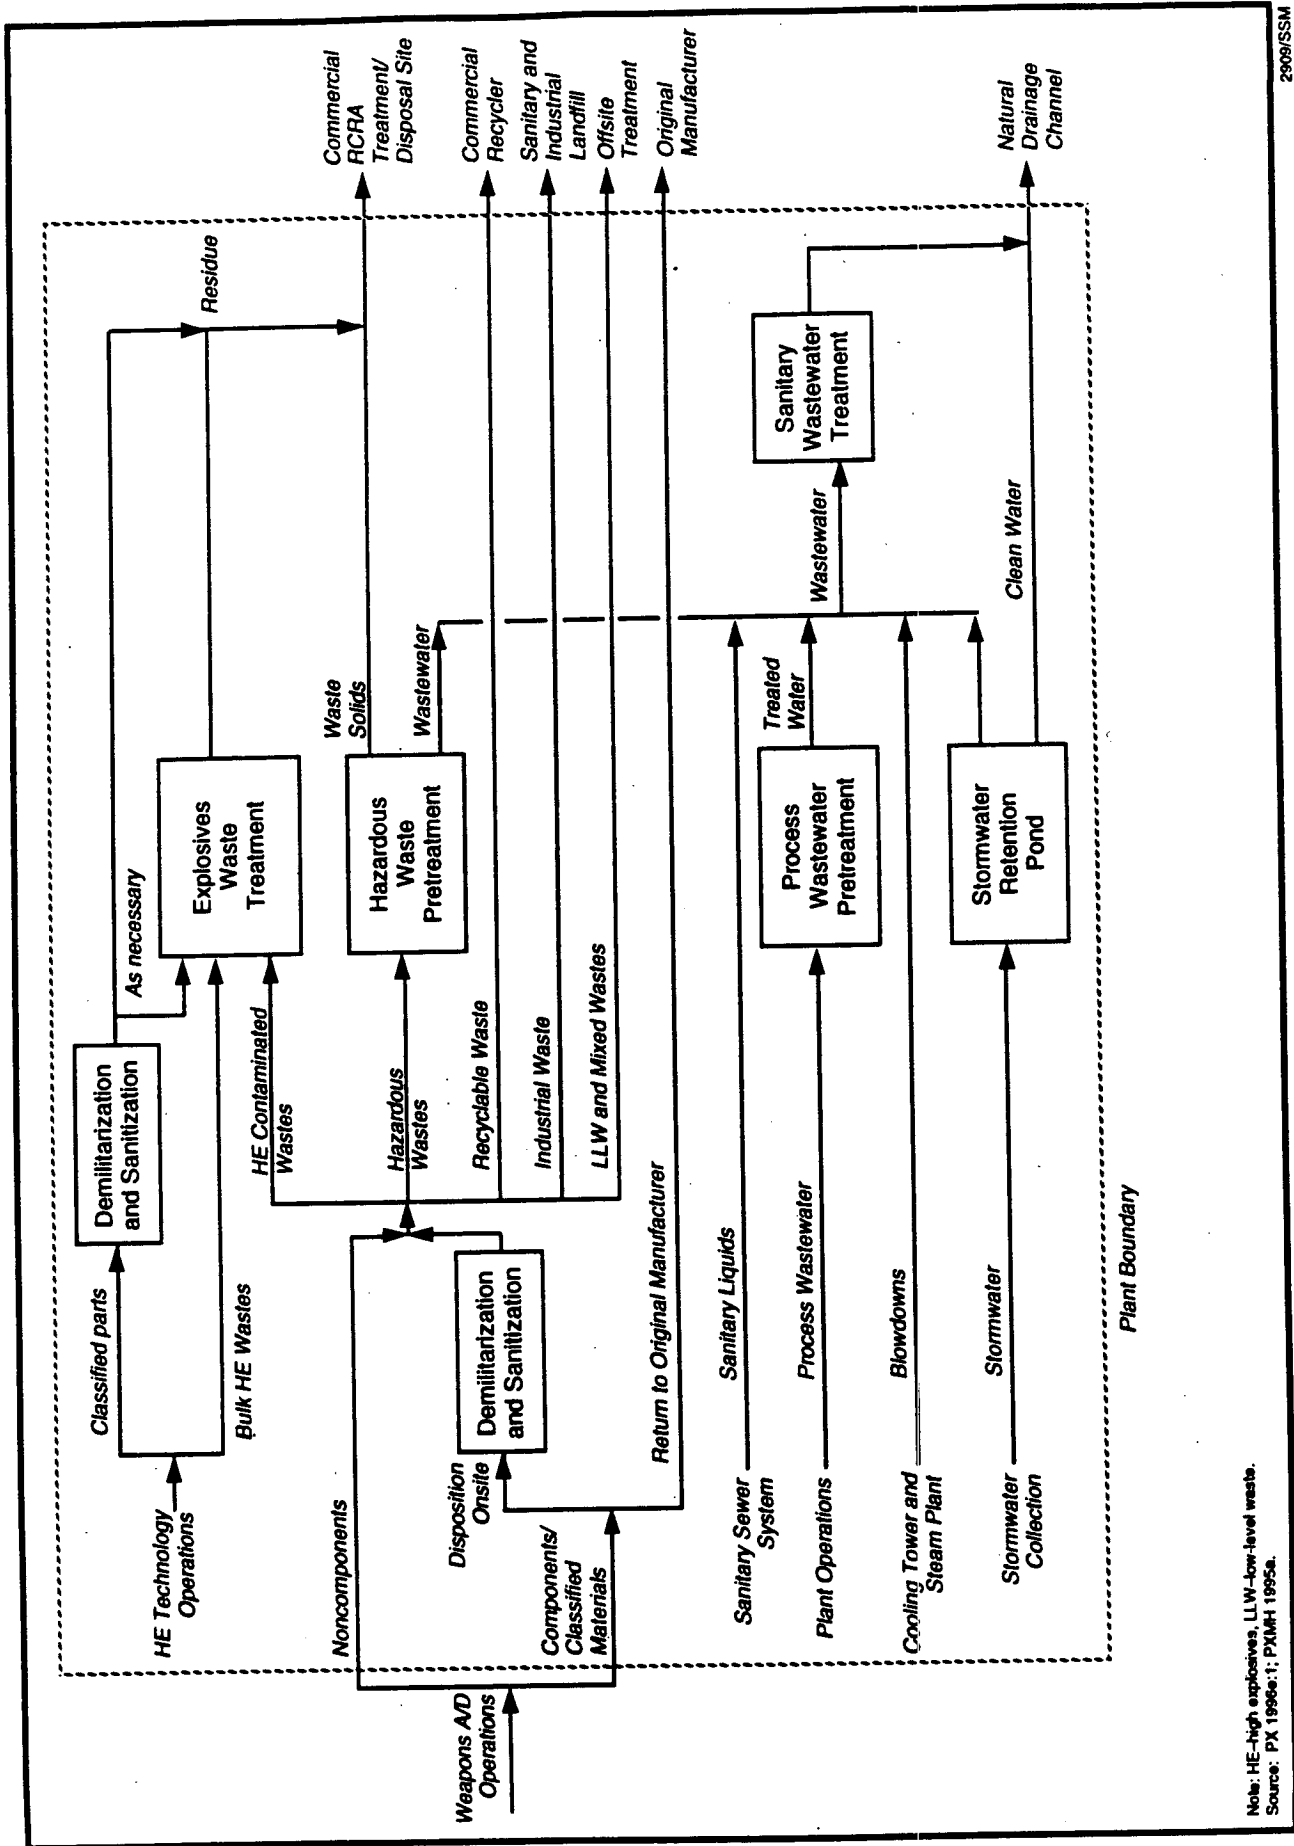 HE Technology
Operations
Classified parts
Bulk HE Wastes
Demilitarization
and Sanitization
As necessary
Explosives
Waste
Treatment
Residue
Commercial
RCRA
Treatment/
Disposal Site
Weapons A/D
Operations
Noncomponents
Components/
Classified
Materials
Disposition
Onsite
Demilitarization
and Sanitization
HE Contaminated
Wastes
Hazardous
Wastes
Hazardous
Waste
Pretreatment
Waste
Solids
Wastewater
Recyclable Waste
Commercial
Recycler
Industrial Waste
Sanitary and
Industrial
Landfill
LLW and Mixed Wastes
Offsite
Treatment
Return to Original Manufacturer
Original
Manufacturer
Sanitary Sewer
System
Sanitary Liquids
Plant Operations
Process Wastewater
Process
Wastewater
Pretreatment
Treated
Water
Wastewater
Sanitary
Wastewater
Treatment
Cooling Tower and
Steam Plant
Blowdowns
Stormwater
Collection
Stormwater
Stormwater
Retention
Pond
Clean Water
Natural
Drainage
Channel
Plant Boundary
Note: HE–high explosives, LLW–low-level waste.
Source: PX 1996e:1; PXMH 1995a.
2909/SSM